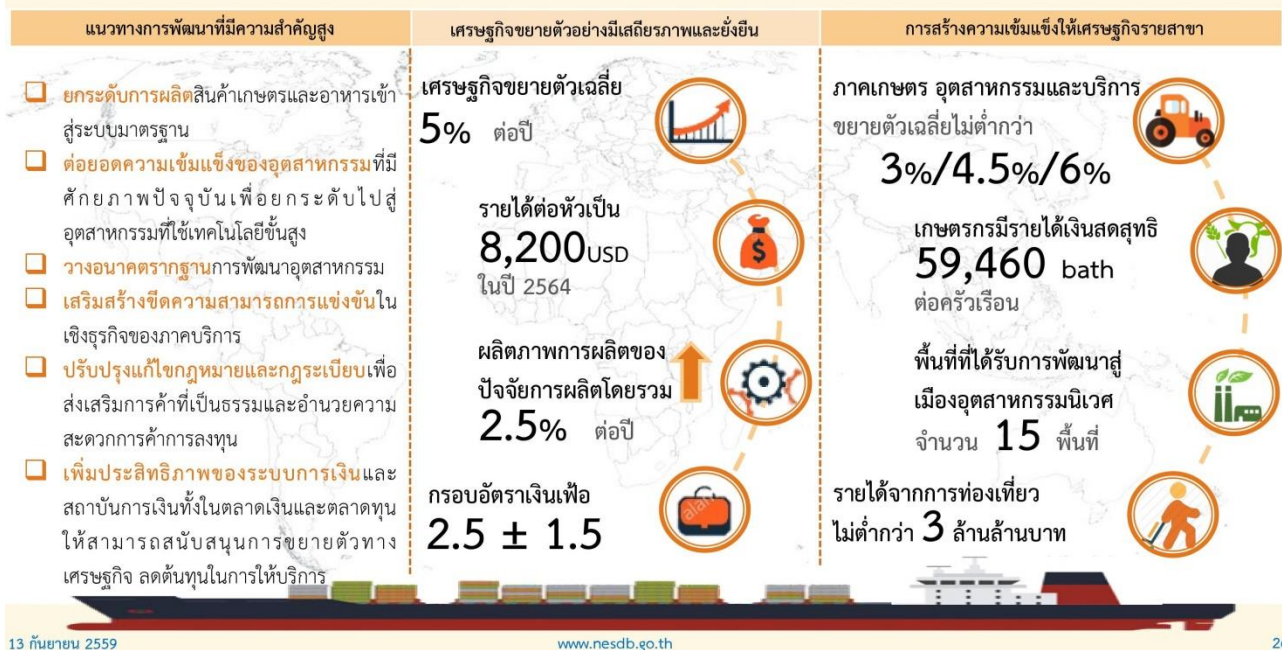 แนวทางการพัฒนาที่มีความสำคัญสูง
ยกระดับการผลิตสินค้าเกษตรและอาหารเข้า
สู่ระบบมาตรฐาน
ต่อยอดความเข้มแข็งของอุตสาหกรรมที่มี
ศักยภาพปัจจุบันเพื่อยกระดับไปสู่
อุตสาหกรรมที่ใช้เทคโนโลยีขั้นสูง
วางอนาคตรากฐานการพัฒนาอุตสาหกรรม
เสริมสร้างขีดความสามารถการแข่งขันใน
เชิงธุรกิจของภาคบริการ
ปรับปรุงแก้ไขกฎหมายและกฎระเบียบเพื่อ
ส่งเสริมการค้าที่เป็นธรรมและอำนวยความ
สะดวกการค้าการลงทุน
เพิ่มประสิทธิภาพของระบบการเงินและ
สถาบันการเงินทั้งในตลาดเงินและตลาดทุน
ให้สามารถสนับสนุนการขยายตัวทาง
เศรษฐกิจ ลดต้นทุนในการให้บริการ
เศรษฐกิจขยายตัวอย่างมีเสถียรภาพและยั่งยืน
เศรษฐกิจขยายตัวเฉลี่ย
5% ต่อปี
รายได้ต่อหัวเป็น
8,200USD
ในปี 2564
ผลิตภาพการผลิตของ
ปัจจัยการผลิตโดยรวม
2.5% ต่อปี
กรอบอัตราเงินเฟ้อ
2.5 ± 1.5
การสร้างความเข้มแข็งให้เศรษฐกิจรายสาขา
ภาคเกษตร อุตสาหกรรมและบริการ
ขยายตัวเฉลี่ยไม่ต่ำกว่า
3%/4.5%/6%
เกษตรกรมีรายได้เงินสดสุทธิ
59,460 bath
ต่อครัวเรือน
พื้นที่ที่ได้รับการพัฒนาสู่
เมืองอุตสาหกรรมนิเวศ
จำนวน 15 พื้นที่
รายได้จากการท่องเที่ยว
ไม่ต่ำกว่า 3 ล้านล้านบาท
13 กันยายน 2559
www.nesdb.go.th